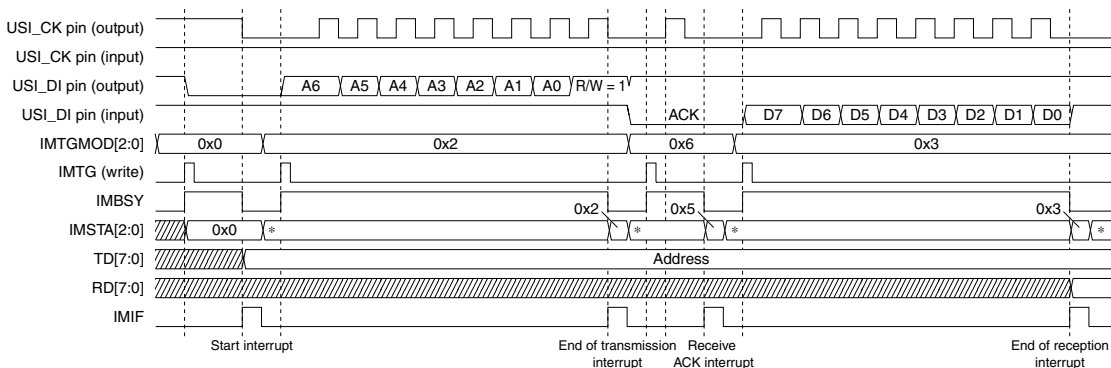 USI_CK pin (output)
USI_CK pin (input)
USI_DI pin (output) A6 A5 A4 A3 A2 A1 A0 R/W = 1
USI_DI pin (input) ACK D7 D6 D5 D4 D3 D2 D1 D0
IMTGMOD[2:0] 0x0 0x2 0x6 0x3
IMTG (write)
IMBSY
0x2 0x5 0x3
IMSTA[2:0] 0x0 * * * *
TD[7:0] Address
RD[7:0]
IMIF
Start interrupt End of transmission Receive End of reception
interrupt ACK interrupt interrupt